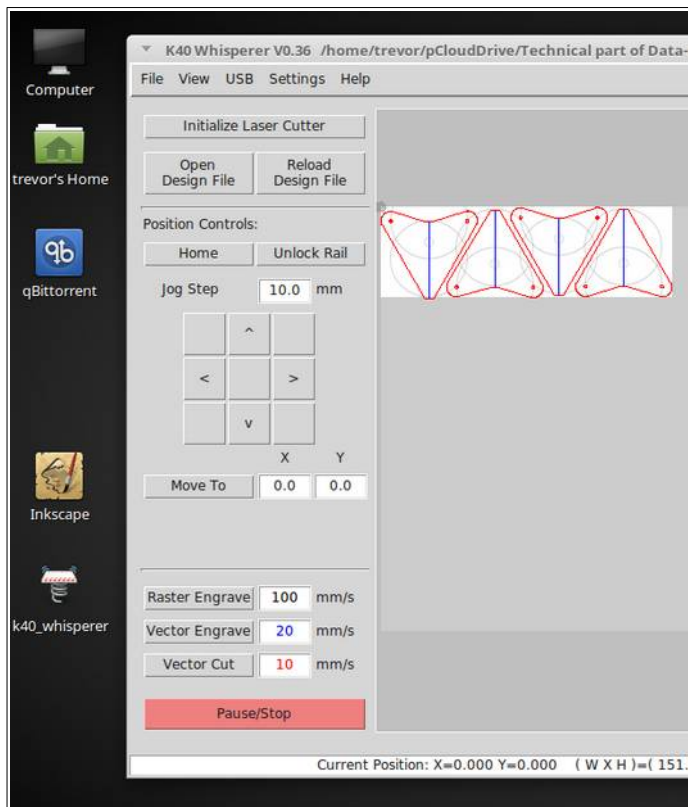 Computer
trevor's Home
qBittorrent
Inkscape
k40_whisperer
K40 Whisperer V0.36 /home/trevor/pCloudDrive/Technical part of Data-
File View USB Settings Help
Initialize Laser Cutter
Open
Design File
Reload
Design File
Position Controls:
Home Unlock Rail
Jog Step 10.0 mm
^
< >
v
X Y
Move To 0.0 0.0
Raster Engrave 100 mm/s
Vector Engrave 20 mm/s
Vector Cut 10 mm/s
Pause/Stop
Current Position: X=0.000 Y=0.000 ( W X H )=( 151.